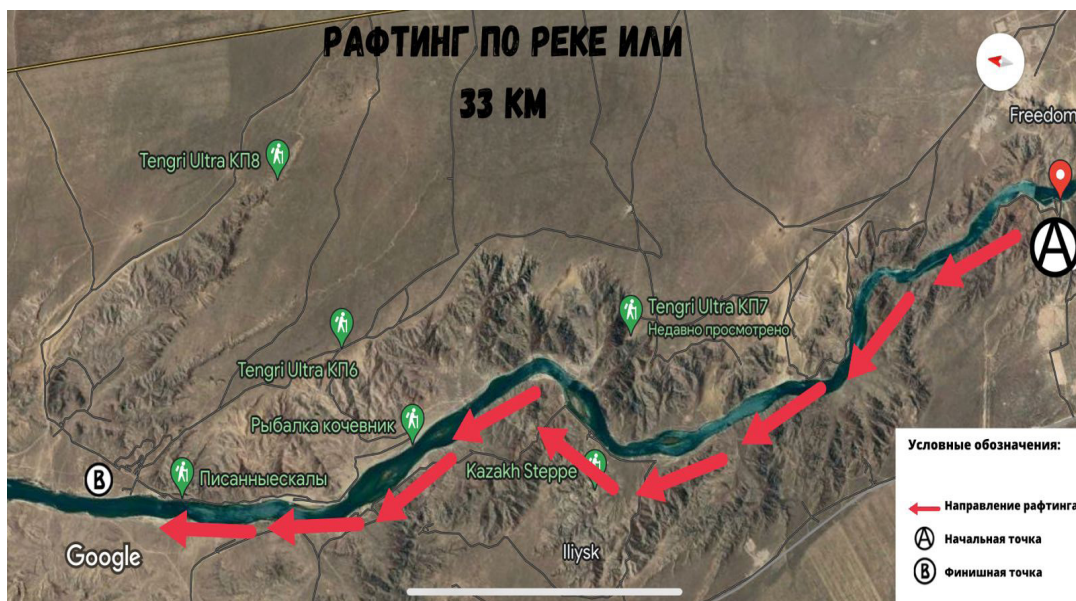 РАФТИНГ ПО РЕКЕ ИЛИ
33 КМ
Freedom
Tengri Ultra КП8
A
Tengri Ultra КП7
Недавно просмотрено
Tengri Ultra КП6
Рыбалка кочевник
Kazakh Steppe
Писанныескалы
B
Google
Iliysk
Условные обозначения:
Направление рафтинга
A Начальная точка
B Финишная точка